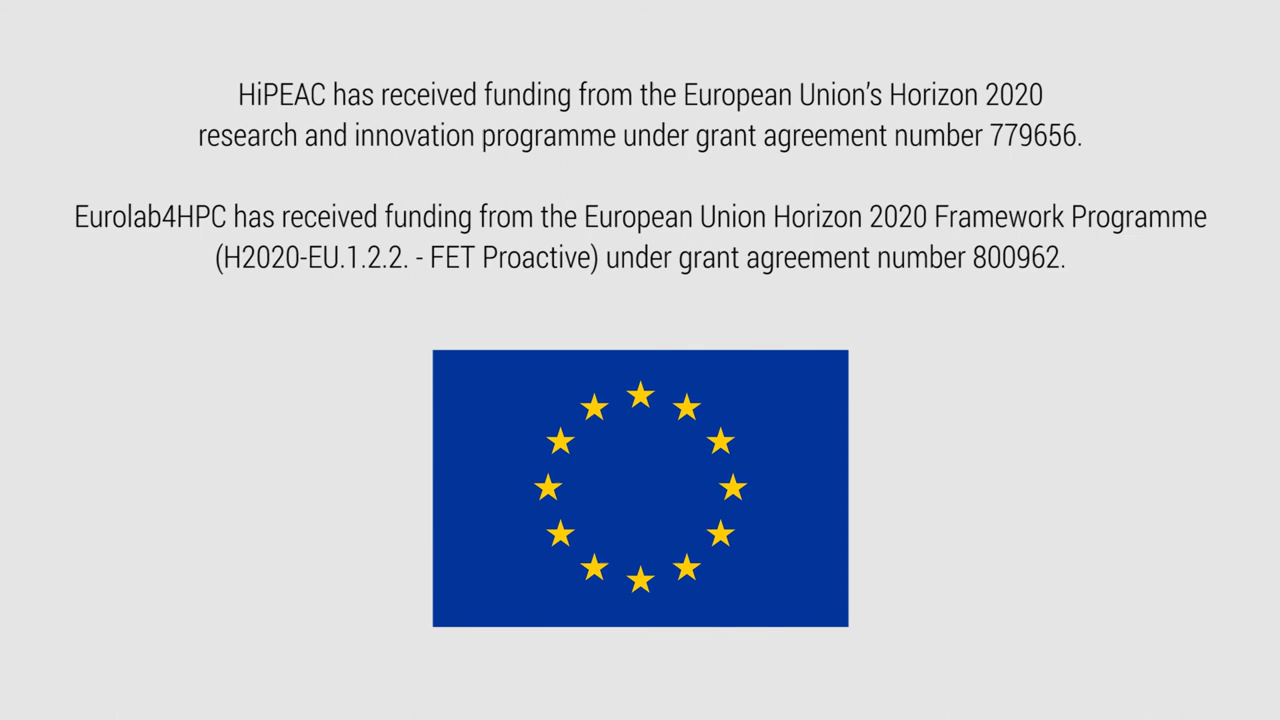 HiPEAC has received funding from the European Union’s Horizon 2020
research and innovation programme under grant agreement number 779656.
Eurolab4HPC has received funding from the European Union Horizon 2020 Framework Programme
(H2020-EU.1.2.2. - FET Proactive) under grant agreement number 800962.